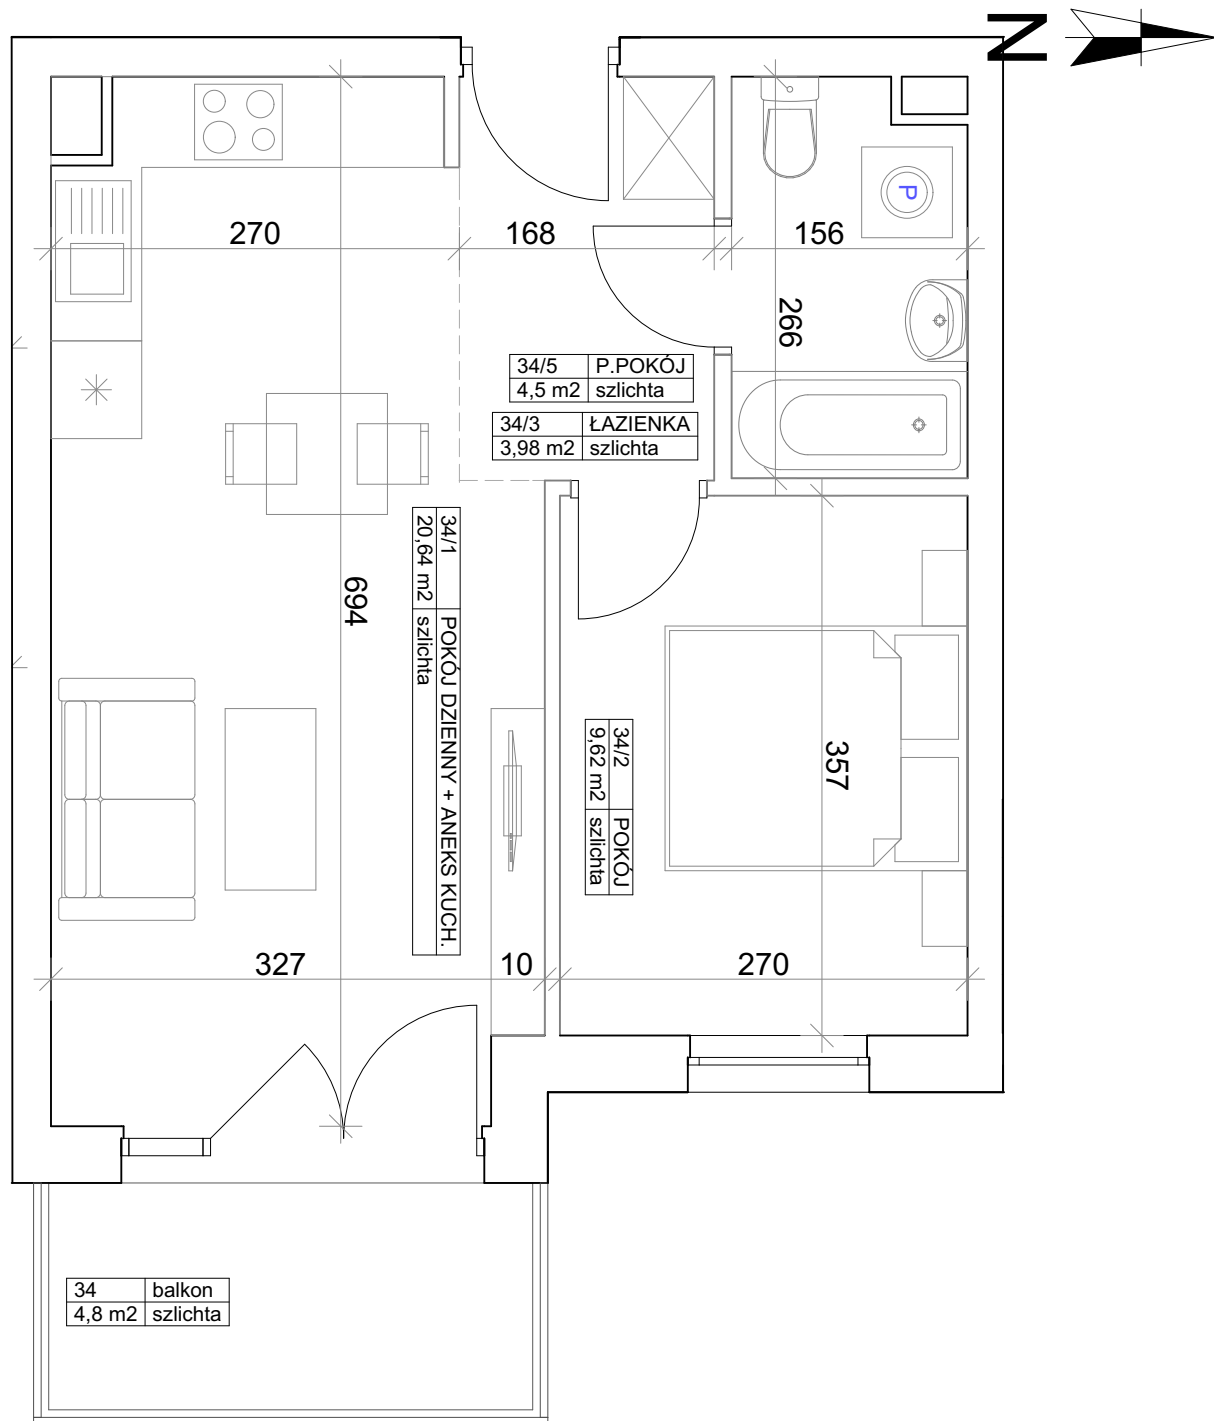 N
270
168
156
266
P
34/5 P.POKÓJ
4,5 m2 szlichta
34/3 ŁAZIENKA
3,98 m2 szlichta
34/1 POKÓJ DZIENNY + ANEKS KUCH.
20,64 m2 szlichta
694
34/2 POKÓJ
9,62 m2 szlichta
357
327
10
270
34 balkon
4,8 m2 szlichta